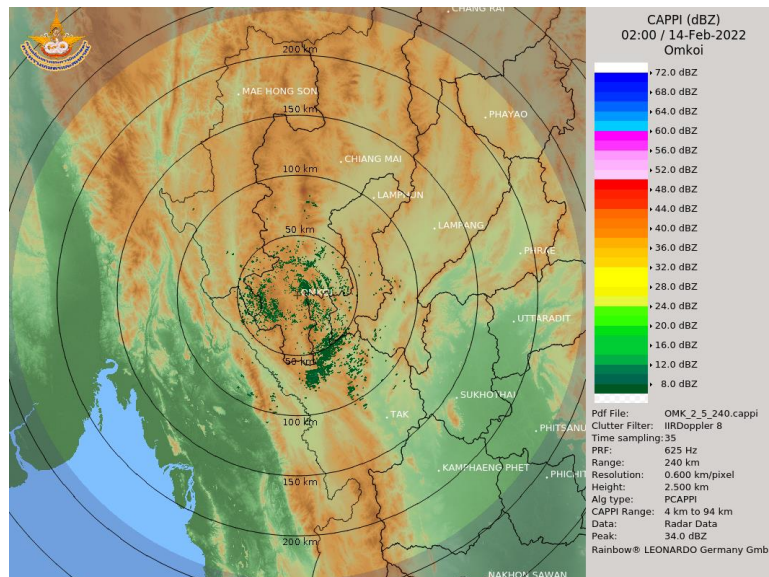 CAPPI (dBZ)
02:00 / 14-Feb-2022
Omkoi
72.0 dBZ
68.0 dBZ
64.0 dBZ
60.0 dBZ
56.0 dBZ
52.0 dBZ
48.0 dBZ
44.0 dBZ
40.0 dBZ
36.0 dBZ
32.0 dBZ
28.0 dBZ
24.0 dBZ
20.0 dBZ
16.0 dBZ
12.0 dBZ
8.0 dBZ
Pdf File: OMK_2_5_240.cappi
Clutter Filter: IIRDoppler 8
Time sampling:35
PRF: 625 Hz
Range: 240 km
Resolution: 0.600 km/pixel
Height: 2.500 km
Alg type: PCAPPI
CAPPI Range: 4 km to 94 km
Data: Radar Data
Peak: 34.0 dBZ
Rainbow® LEONARDO Germany Gmb
CHANG RAI
200 km
MAE HONG SON
150 km
PHAYAO
CHIANG MAI
100 km
LAMPHUN
LAMPANG
50 km
PHRAE
UTTARADIT
50 km
SUKHOTHAI
TAK
100 km
PHITSANU
KAMPHAENG PHET
PHICHIT
150 km
200 km
NAKHON SAWAN